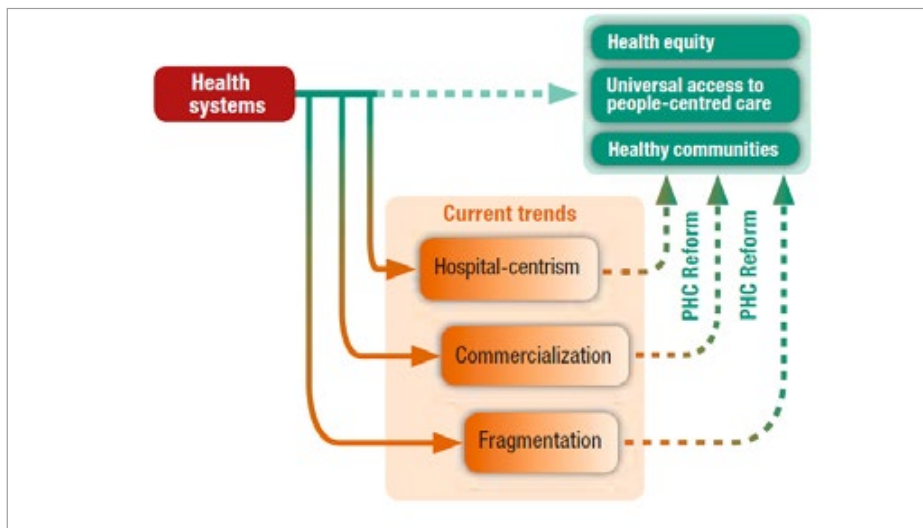 Health
systems
Health equity
Universal access to
people-centred care
Healthy communities
Current trends
Hospital-centrism
Commercialization
Fragmentation
PHC Reform
PHC Reform